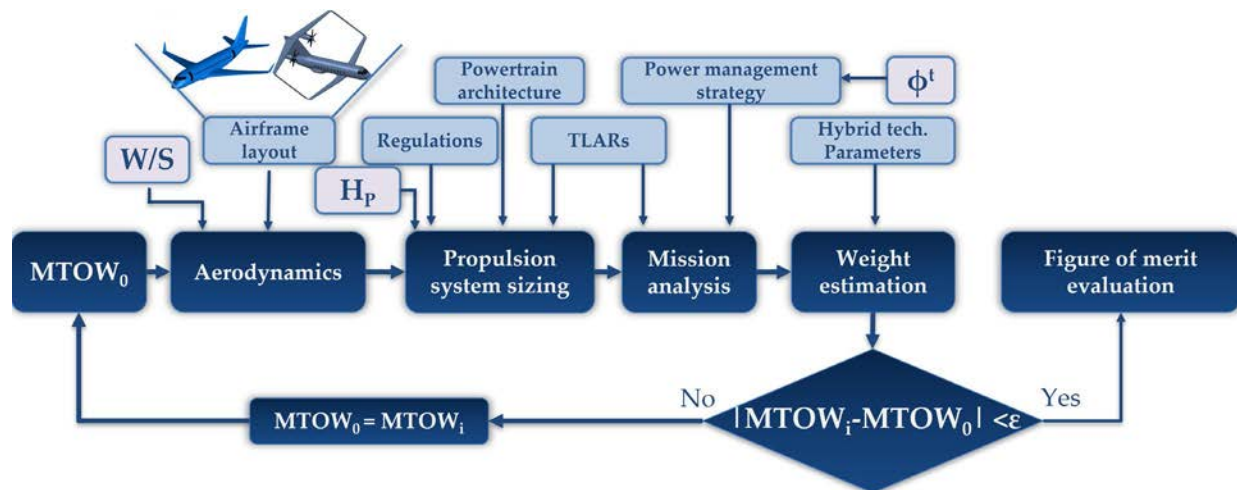 Powertrain
architecture
Power management
strategy
ϕᵗ
Airframe
layout
Regulations
TLARs
Hybrid tech.
Parameters
W/S
H_P
MTOW₀
Aerodynamics
Propulsion
system sizing
Mission
analysis
Weight
estimation
Figure of merit
evaluation
No
Yes
|MTOWᵢ-MTOW₀| <ε
MTOW₀ = MTOWᵢ